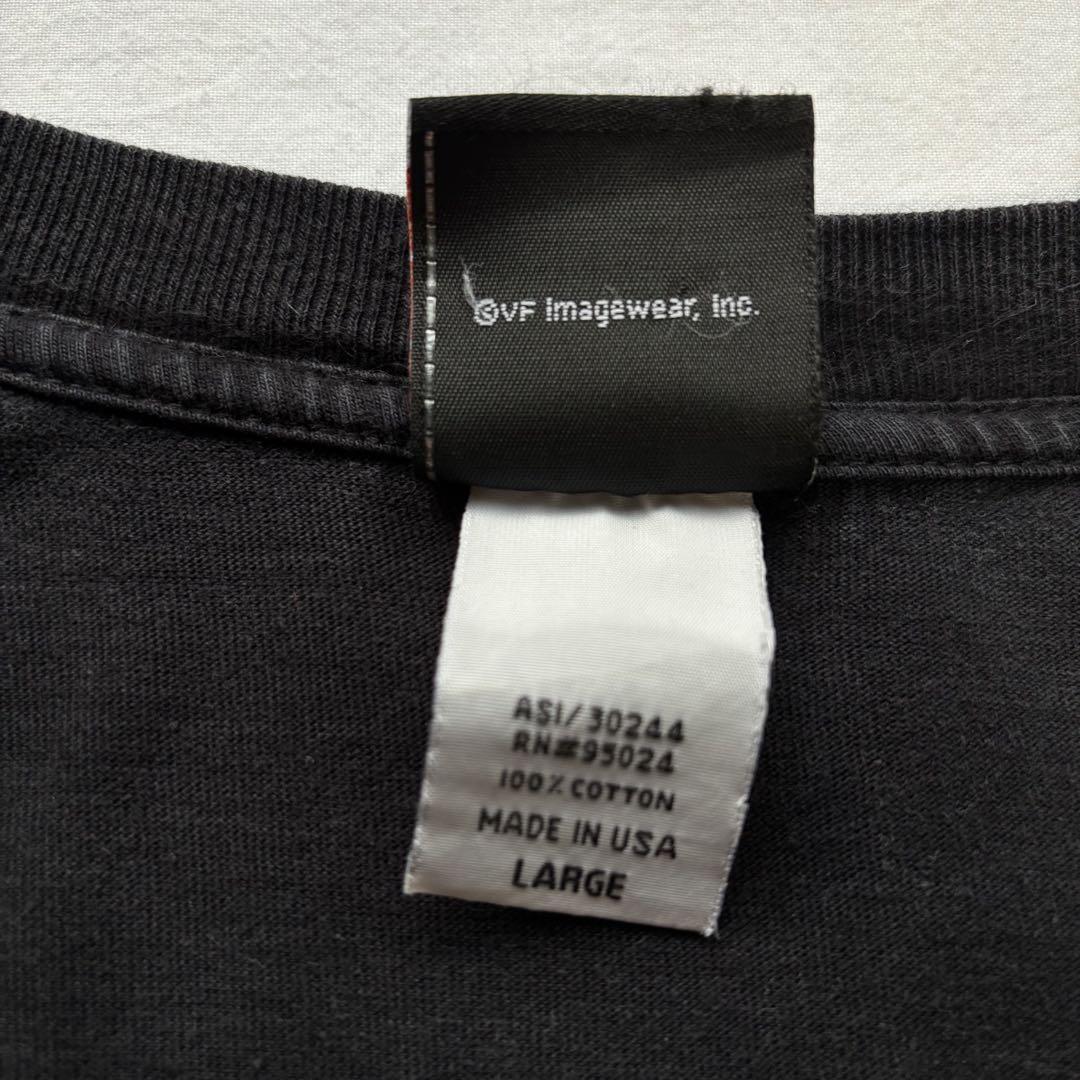 ©VF Imagewear, Inc.
ASI/30244
RN#95024
100% COTTON
MADE IN USA
LARGE